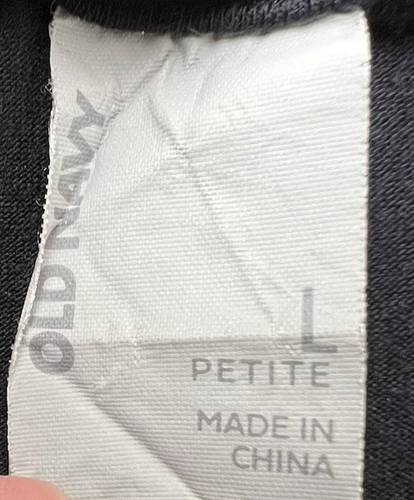 OLD NAVY
L
PETITE
MADE IN
CHINA